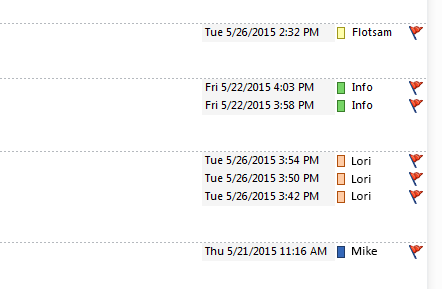 Tue 5/26/2015 2:32 PM Flotsam
Fri 5/22/2015 4:03 PM Info
Fri 5/22/2015 3:58 PM Info
Tue 5/26/2015 3:54 PM Lori
Tue 5/26/2015 3:50 PM Lori
Tue 5/26/2015 3:42 PM Lori
Thu 5/21/2015 11:16 AM Mike